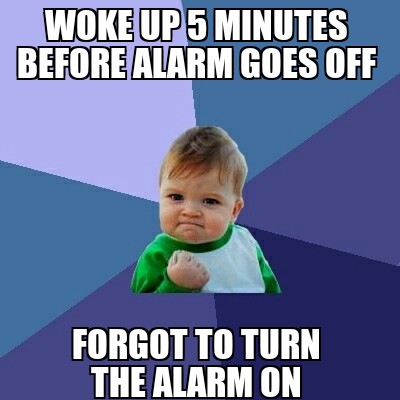 WOKE UP 5 MINUTES
BEFORE ALARM GOES OFF
FORGOT TO TURN
THE ALARM ON